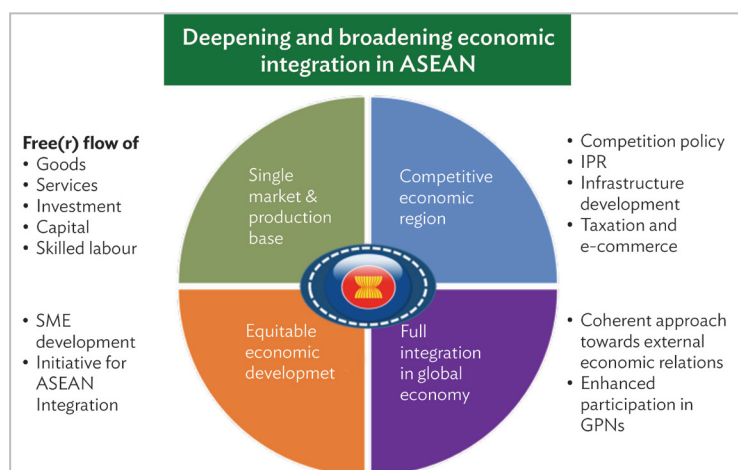 Deepening and broadening economic
integration in ASEAN
Free(r) flow of
• Goods
• Services
• Investment
• Capital
• Skilled labour
Single
market &
production
base
Competitive
economic
region
• Competition policy
• IPR
• Infrastructure
development
• Taxation and
e-commerce
• SME
development
• Initiative for
ASEAN
Integration
Equitable
economic
developmet
Full
integration
in global
economy
• Coherent approach
towards external
economic relations
• Enhanced
participation in
GPNs